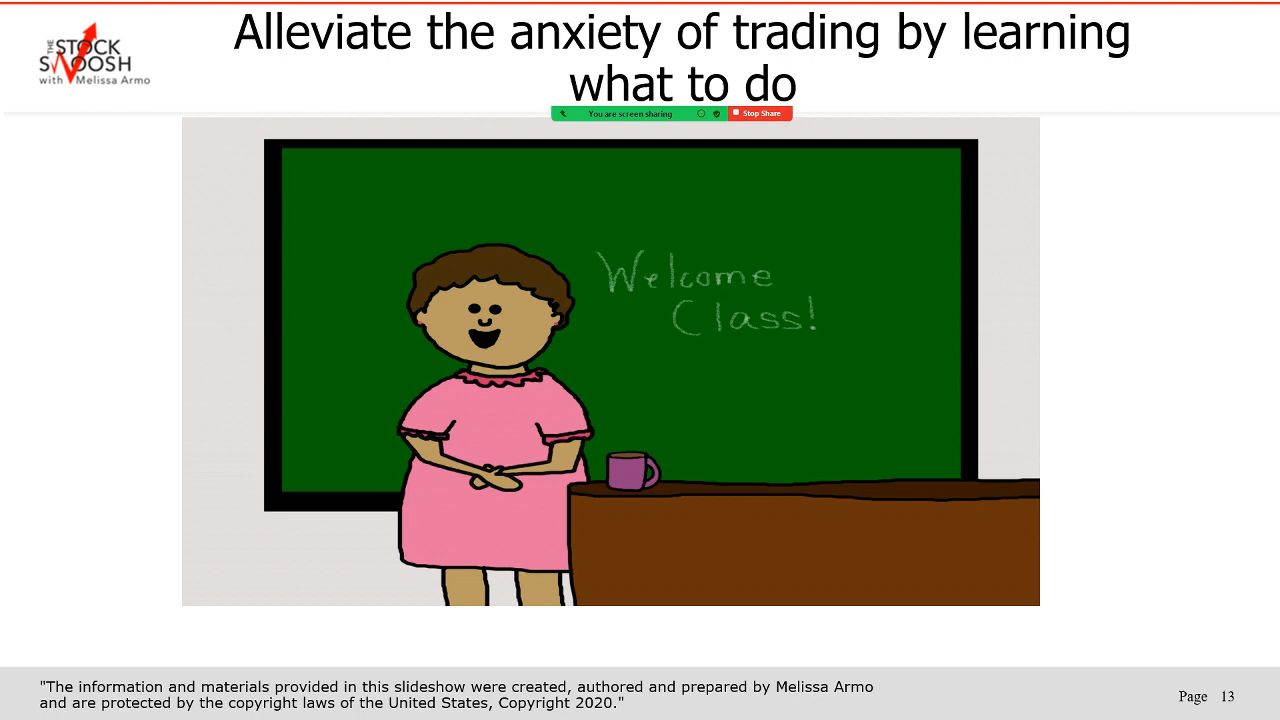 THE
STOCK
SWOOSH
with Melissa Armo
Alleviate the anxiety of trading by learning
what to do
You are screen sharing
Stop Share
Welcome
Class!
"The information and materials provided in this slideshow were created, authored and prepared by Melissa Armo
and are protected by the copyright laws of the United States, Copyright 2020."
Page 13